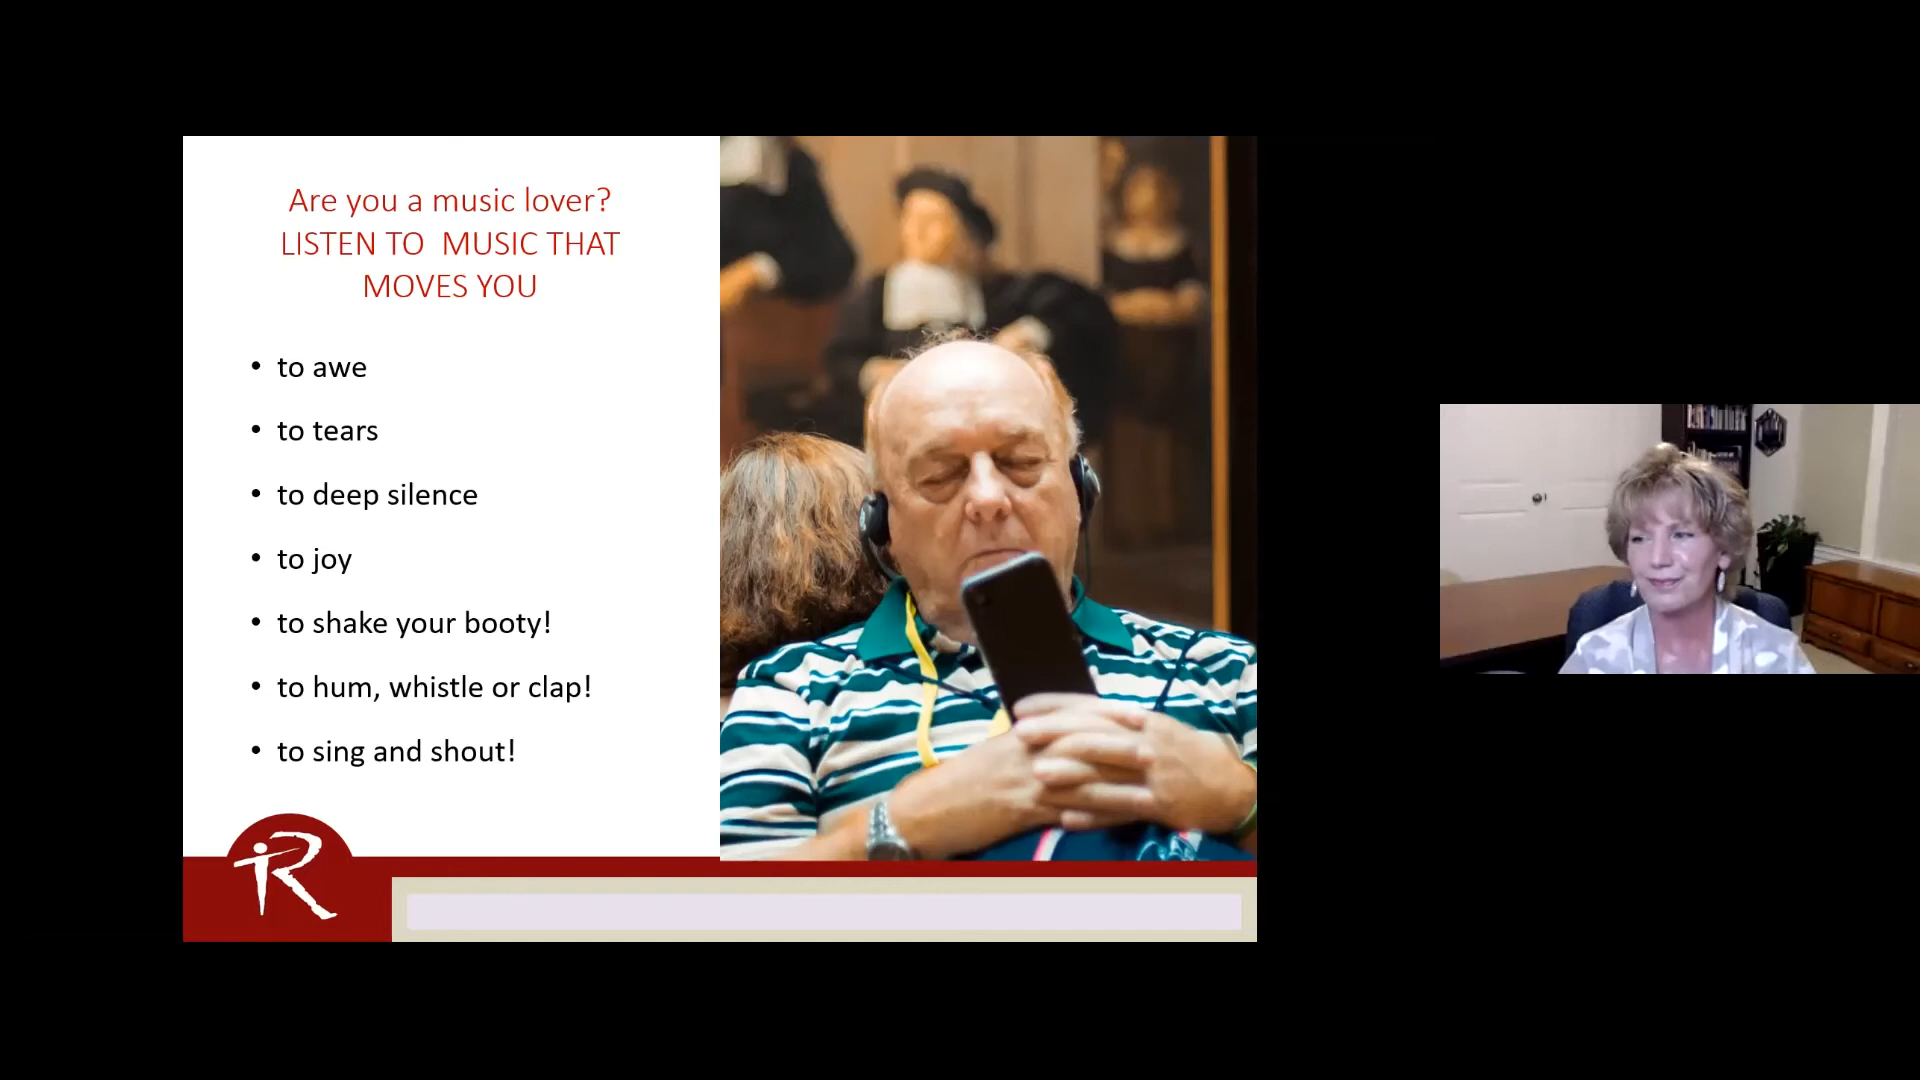 Are you a music lover?
LISTEN TO  MUSIC THAT
MOVES YOU
• to awe
• to tears
• to deep silence
• to joy
• to shake your booty!
• to hum, whistle or clap!
• to sing and shout!
R